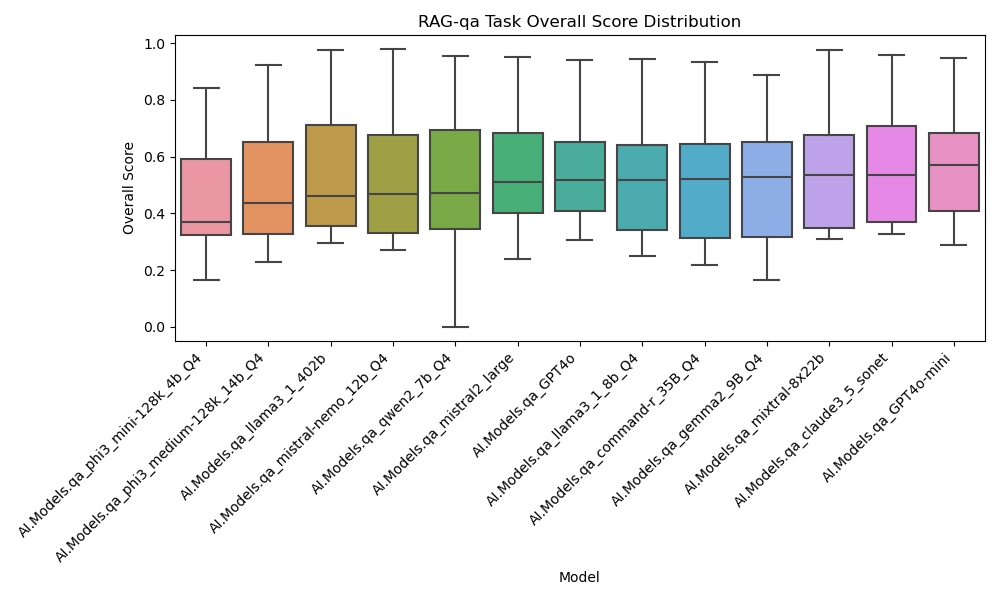 RAG-qa Task Overall Score Distribution
Overall Score
1.0
0.8
0.6
0.4
0.2
0.0
AI.Models.qa_phi3_mini-128k_4b_Q4
AI.Models.qa_phi3_medium-128k_14b_Q4
AI.Models.qa_llama3_1_402b
AI.Models.qa_mistral-nemo_12b_Q4
AI.Models.qa_qwen2_7b_Q4
AI.Models.qa_mistral2_large
AI.Models.qa_GPT4o
AI.Models.qa_llama3_1_8b_Q4
AI.Models.qa_command-r_35B_Q4
AI.Models.qa_gemma2_9B_Q4
AI.Models.qa_mixtral-8x22b
AI.Models.qa_claude3_5_sonet
AI.Models.qa_GPT4o-mini
Model